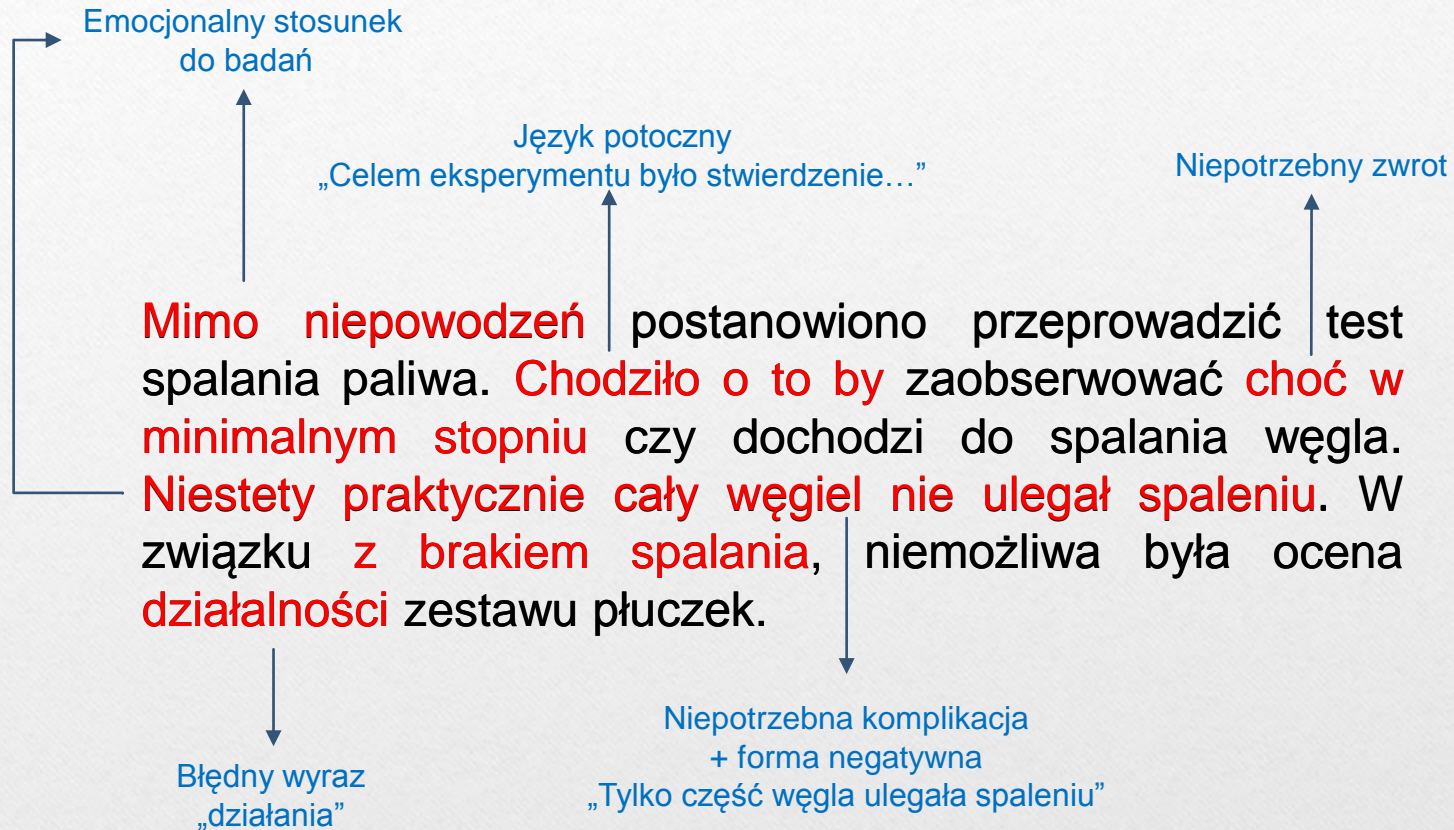 Emocjonalny stosunek
do badań
Język potoczny
„Celem eksperymentu było stwierdzenie…”
Niepotrzebny zwrot
Mimo niepowodzeń postanowiono przeprowadzić test
spalania paliwa. Chodziło o to by zaobserwować choć w
minimalnym stopniu czy dochodzi do spalania węgla.
Niestety praktycznie cały węgiel nie ulegał spaleniu. W
związku z brakiem spalania, niemożliwa była ocena
działalności zestawu płuczek.
Błędny wyraz
„działania”
Niepotrzebna komplikacja
+ forma negatywna
„Tylko część węgla ulegała spaleniu”